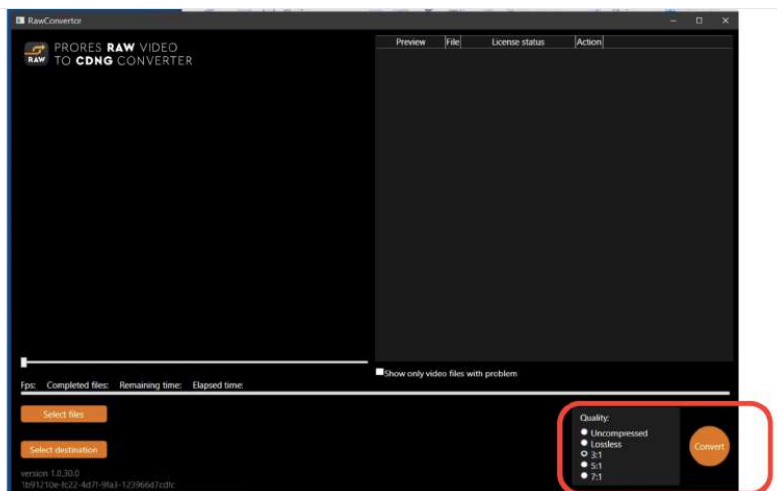 RawConvertor
PRORES RAW VIDEO
TO CDNG CONVERTER
RAW
Preview File License status Action
Show only video files with problem
Fps: Completed files: Remaining time: Elapsed time:
Select files
Select destination
version 1.0.30.0
Quality:
Uncompressed
Lossless
3:1
5:1
7:1
Convert